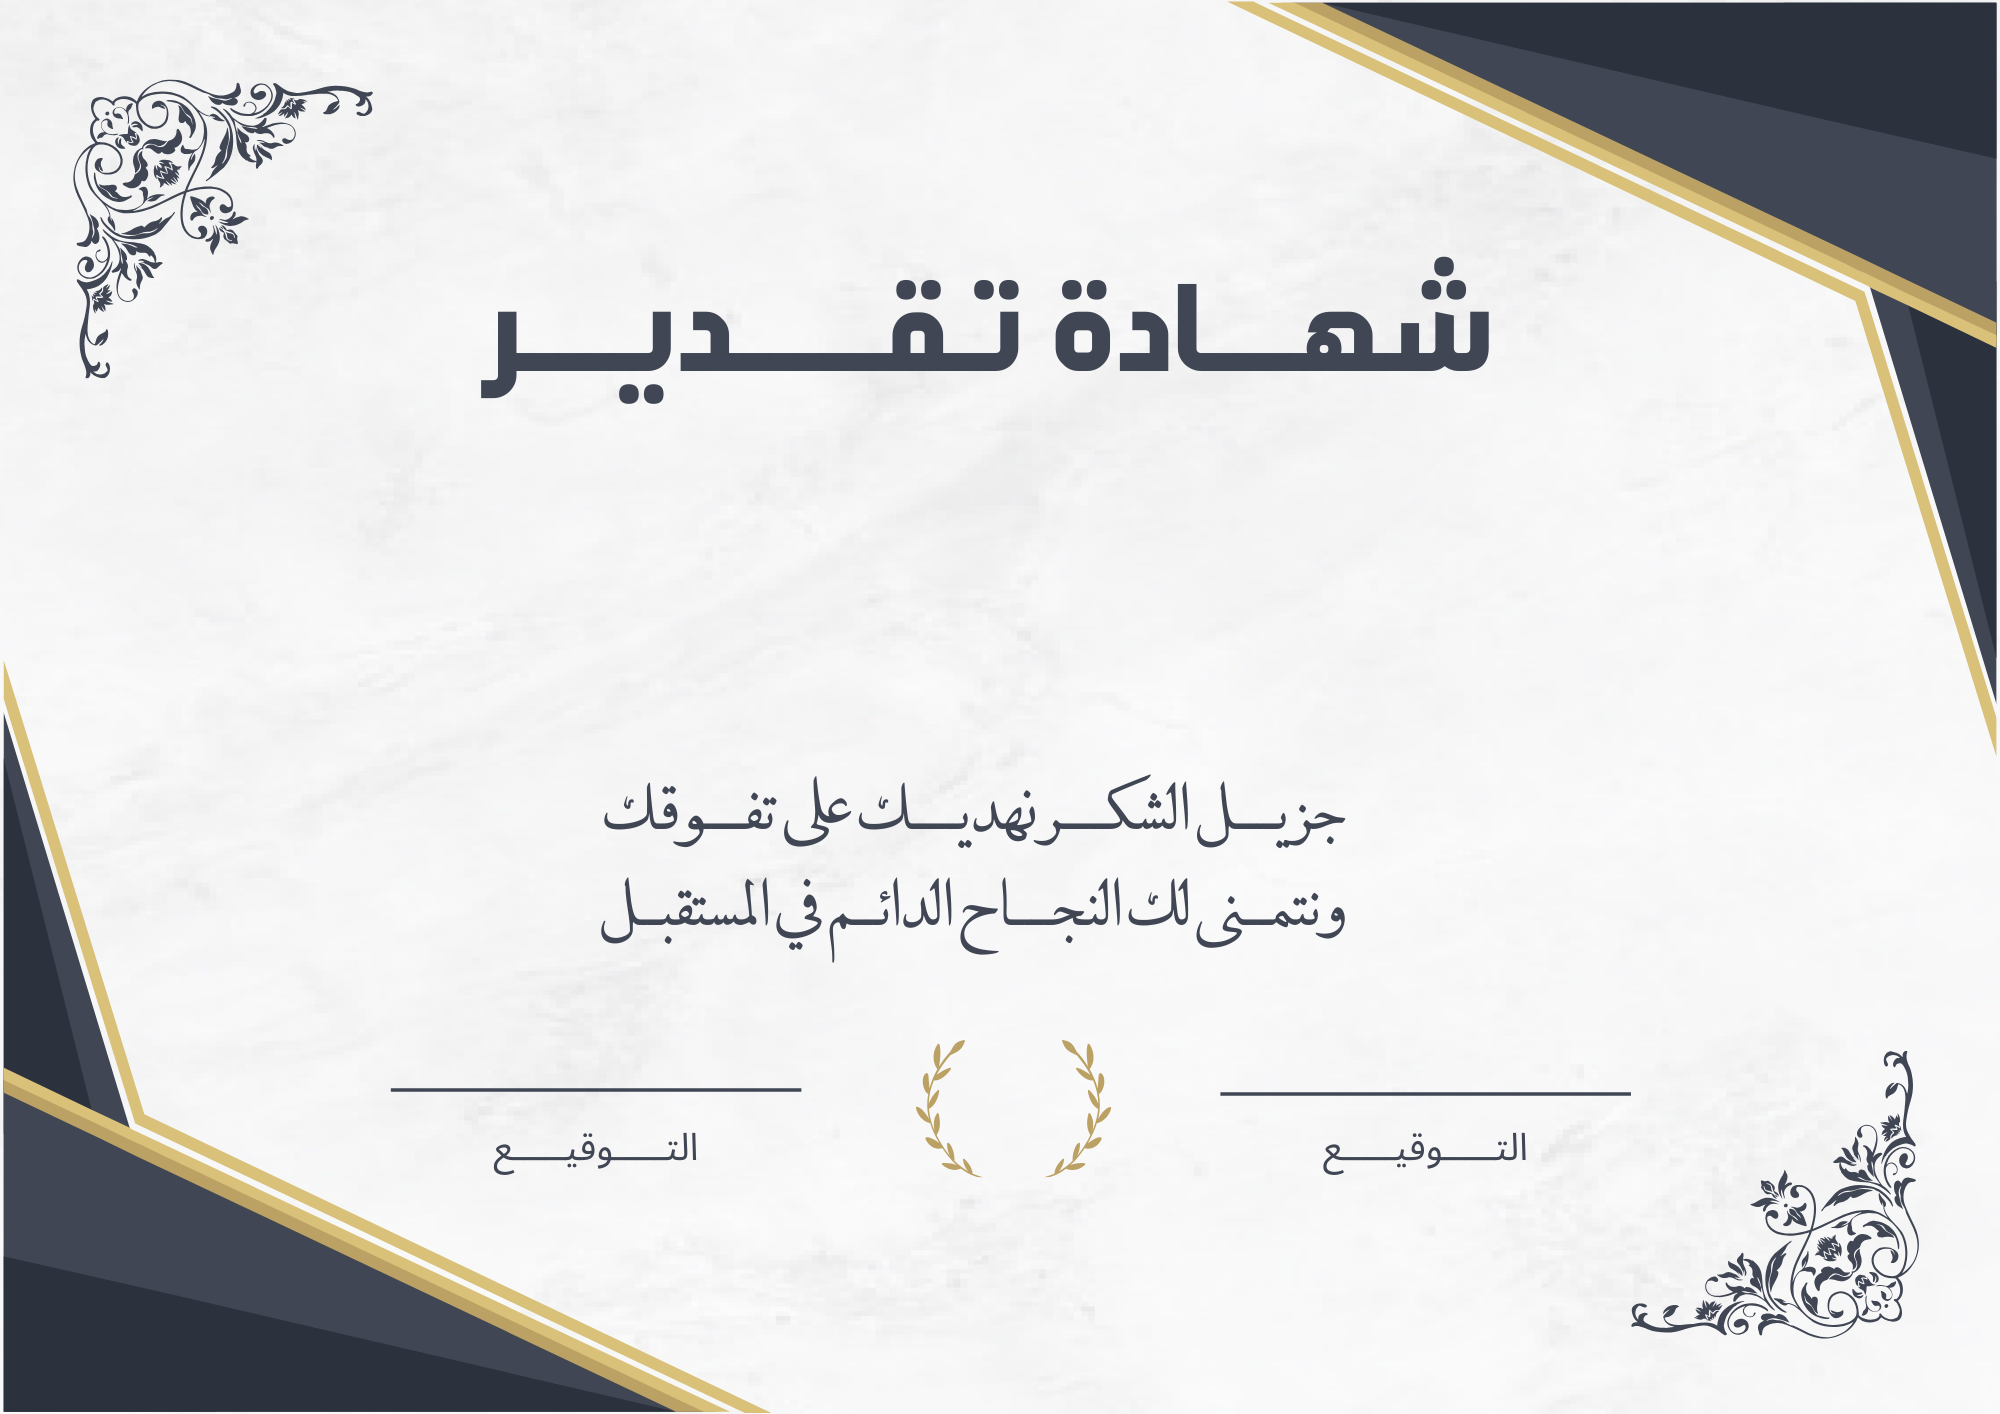 شهادة تقدير
جزيل الشكر نهديك على تفوقك
ونتمنى لك النجاح الدائم في المستقبل
التوقيع
التوقيع